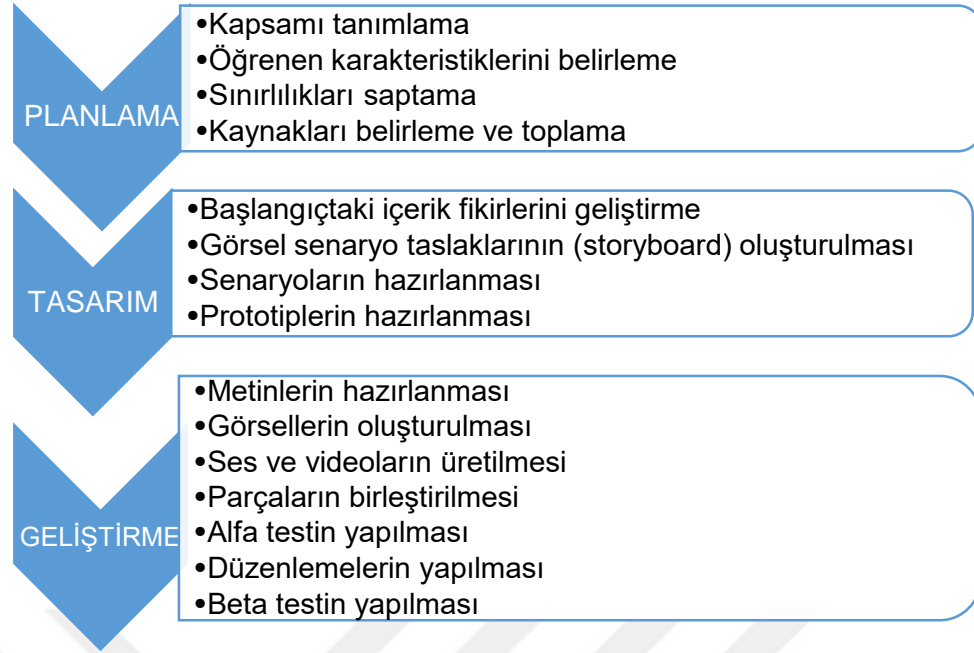 PLANLAMA
•Kapsamı tanımlama
•Öğrenen karakteristiklerini belirleme
•Sınırlılıkları saptama
•Kaynakları belirleme ve toplama
TASARIM
•Başlangıçtaki içerik fikirlerini geliştirme
•Görsel senaryo taslaklarının (storyboard) oluşturulması
•Senaryoların hazırlanması
•Prototiplerin hazırlanması
GELİŞTİRME
•Metinlerin hazırlanması
•Görsellerin oluşturulması
•Ses ve videoların üretilmesi
•Parçaların birleştirilmesi
•Alfa testin yapılması
•Düzenlemelerin yapılması
•Beta testin yapılması